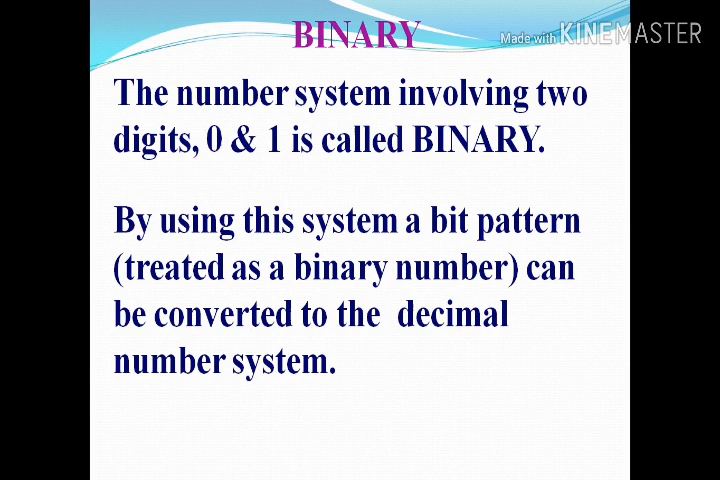 BINARY
Made with KINEMASTER
The number system involving two
digits, 0 & 1 is called BINARY.
By using this system a bit pattern
(treated as a binary number) can
be converted to the decimal
number system.